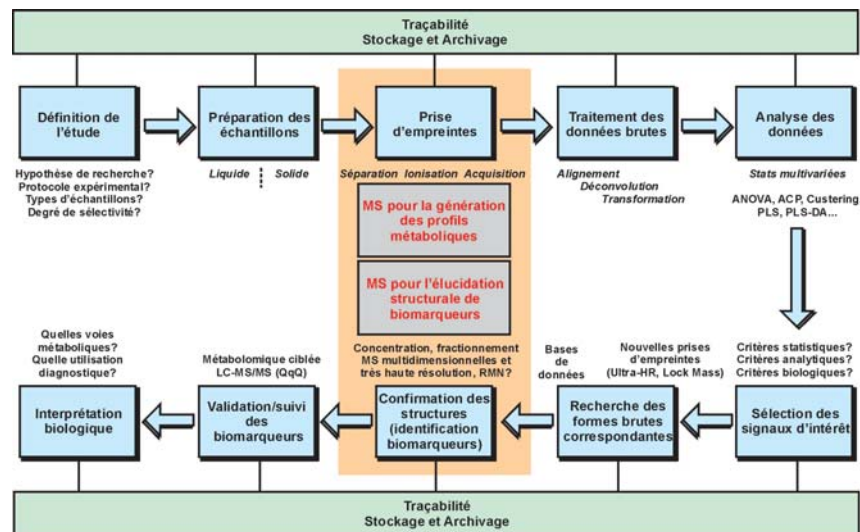 Traçabilité
Stockage et Archivage
Définition de
l'étude
Préparation des
échantillons
Prise
d'empreintes
Traitement des
données brutes
Analyse des
données
Hypothèse de recherche?
Protocole expérimental?
Types d'échantillons?
Degré de sélectivité?
Liquide
Solide
Séparation Ionisation Acquisition
Alignement
Déconvolution
Transformation
Stats multivariées
ANOVA, ACP, Custering
PLS, PLS-DA...
MS pour la génération
des profils
métaboliques
MS pour l'élucidation
structurale de
biomarqueurs
Quelles voies
métaboliques?
Quelle utilisation
diagnostique?
Métabolomique ciblée
LC-MS/MS (QqQ)
Concentration, fractionnement
MS multidimensionnelles et
très haute résolution, RMN?
Bases
de
données
Nouvelles prises
d'empreintes
(Ultra-HR, Lock Mass)
Critères statistiques?
Critères analytiques?
Critères biologiques?
Interprétation
biologique
Validation/suivi
des
biomarqueurs
Confirmation des
structures
(identification
biomarqueurs)
Recherche des
formes brutes
correspondantes
Sélection des
signaux d'intérêt
Traçabilité
Stockage et Archivage